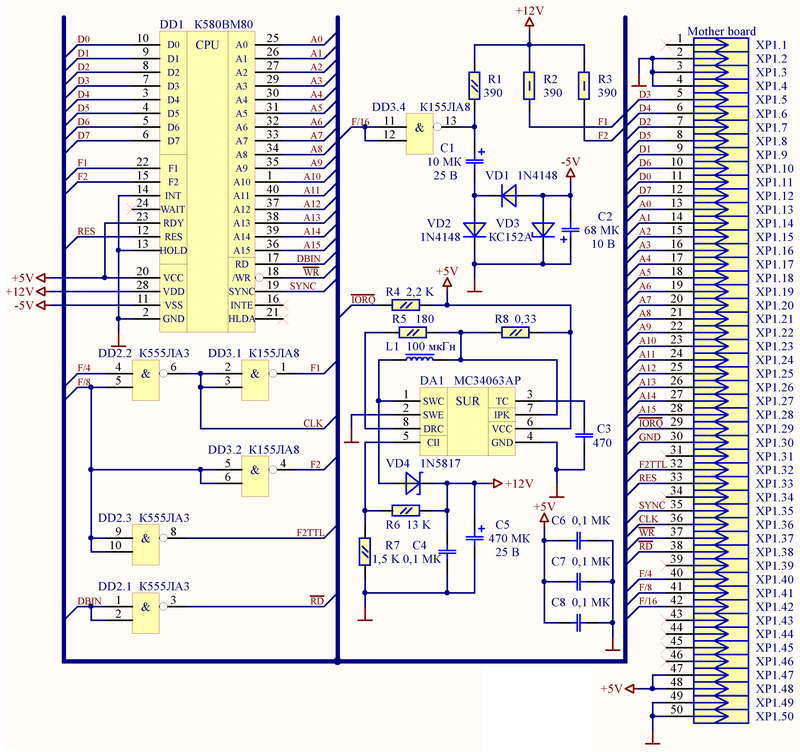 DD1 K580BM80
CPU
D0 10 D0 A0 25 A0
D1 9 D1 A1 26 A1
D2 8 D2 A2 27 A2
D3 7 D3 A3 29 A3
D4 3 D4 A4 30 A4
D5 4 D5 A5 31 A5
D6 5 D6 A6 32 A6
D7 6 D7 A7 33 A7
A8 34 A8
F1 22 F1 A9 35 A9
F2 15 F2 A10 1 A10
14 INT A11 40 A11
24 WAIT A12 37 A12
23 RDY A13 38 A13
RES 12 RES A14 39 A14
13 HOLD A15 36 A15
RD 17 DBIN
+5V 20 VCC /WR 18 WR
+12V 28 VDD SYNC 19 SYNC
-5V 11 VSS INTE 16
2 GND HLDA 21
DD2.2 K555ЛА3 DD3.1 K155ЛА8
F/4 4 & 6 2 & 1 F1
F/8 5 3
CLK
DD3.2 K155ЛА8
5 & 4 F2
6
DD2.3 K555ЛА3
9 & 8 F2TTL
10
DD2.1 K555ЛА3
DBIN 1 & 3 RD
2
+12V
R1 390
R2 390
R3 390
F1
F2
DD3.4 K155ЛА8
F/16 11 & 13
12
C1
10 МК
25 В
VD1 1N4148
-5V
VD2
1N4148
VD3
КС152А
C2
68 МК
10 В
+5V
IORQ R4 2,2 K
R5 180 R8 0,33
L1 100 мкГн
DA1 MC34063AP
SUR
1 SWC TC 3
2 SWE IPK 7
8 DRC VCC 6
5 CII GND 4
C3
470
VD4 1N5817
+12V
R6 13 K
R7
1,5 K
C4
0,1 МК
C5
470 МК
25 В
+5V
C6 0,1 МК
C7 0,1 МК
C8 0,1 МК
Mother board
1 XP1.1
2 XP1.2
3 XP1.3
4 XP1.4
D3 5 XP1.5
D4 6 XP1.6
D2 7 XP1.7
D5 8 XP1.8
D1 9 XP1.9
D6 10 XP1.10
D0 11 XP1.11
D7 12 XP1.12
A0 13 XP1.13
A1 14 XP1.14
A2 15 XP1.15
A3 16 XP1.16
A4 17 XP1.17
A5 18 XP1.18
A6 19 XP1.19
A7 20 XP1.20
A8 21 XP1.21
A9 22 XP1.22
A10 23 XP1.23
A11 24 XP1.24
A12 25 XP1.25
A13 26 XP1.26
A14 27 XP1.27
A15 28 XP1.28
IORQ 29 XP1.29
GND 30 XP1.30
31 XP1.31
F2TTL 32 XP1.32
RES 33 XP1.33
34 XP1.34
SYNC 35 XP1.35
CLK 36 XP1.36
WR 37 XP1.37
RD 38 XP1.38
39 XP1.39
F/4 40 XP1.40
F/8 41 XP1.41
F/16 42 XP1.42
43 XP1.43
44 XP1.44
45 XP1.45
46 XP1.46
47 XP1.47
+5V 48 XP1.48
49 XP1.49
50 XP1.50